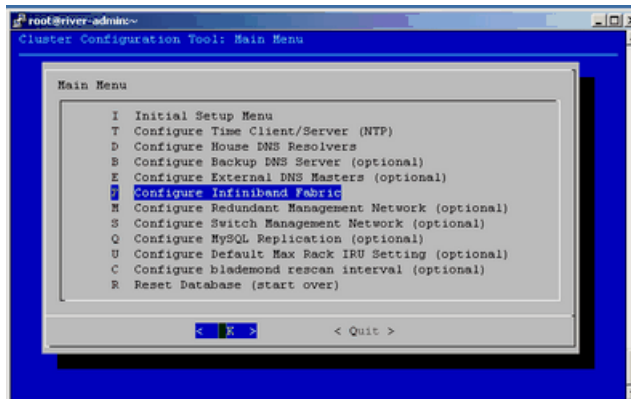 root@river-admin:~
Cluster Configuration Tool: Main Menu
Main Menu
I Initial Setup Menu
T Configure Time Client/Server (NTP)
D Configure House DNS Resolvers
B Configure Backup DNS Server (optional)
E Configure External DNS Masters (optional)
F Configure Infiniband Fabric
M Configure Redundant Management Network (optional)
S Configure Switch Management Network (optional)
Q Configure MySQL Replication (optional)
U Configure Default Max Rack IRU Setting (optional)
C Configure blademond rescan interval (optional)
R Reset Database (start over)
< K > < Quit >